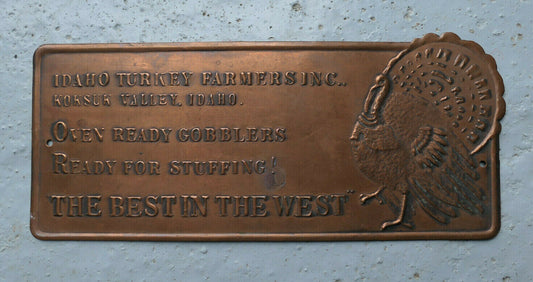 IDAHO TURKEY FARMERS INC.,
KOKSUK VALLEY, IDAHO.
OVEN READY GOBBLERS
READY FOR STUFFING!
THE BEST IN THE WEST"